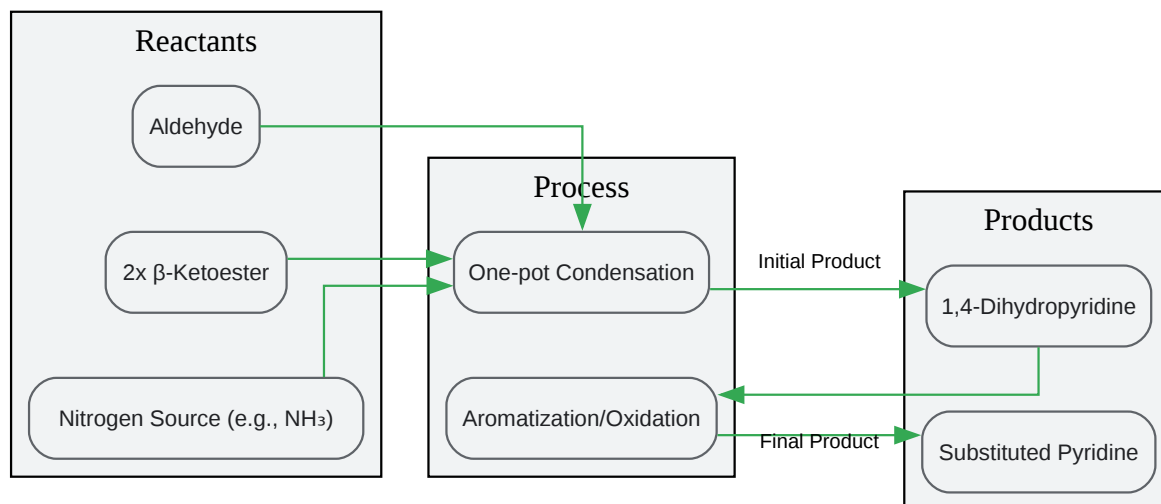 Reactants
Aldehyde
2x β-Ketoester
Nitrogen Source (e.g., NH₃)
Process
One-pot Condensation
Aromatization/Oxidation
Initial Product
Final Product
Products
1,4-Dihydropyridine
Substituted Pyridine